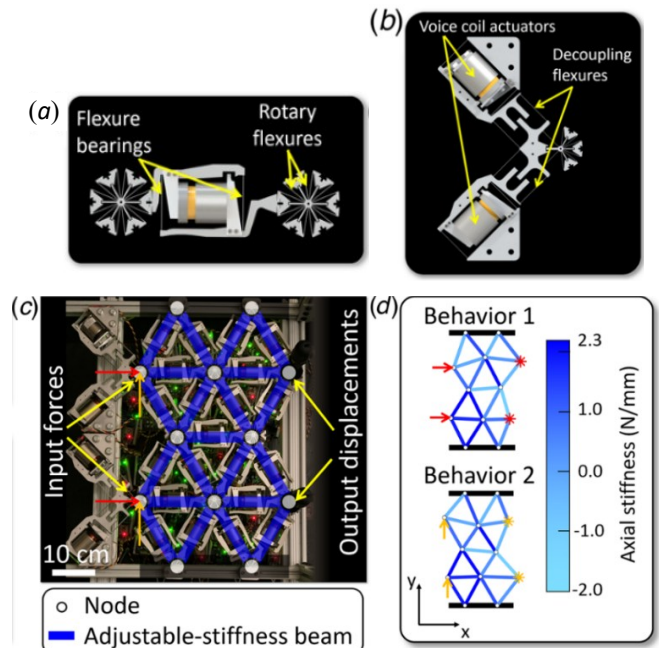 (a)
Flexure
bearings
Rotary
flexures
(b)
Voice coil actuators
Decoupling
flexures
(c)
Input forces
Output displacements
10 cm
Node
Adjustable-stiffness beam
(d)
Behavior 1
Behavior 2
y
x
2.3
1.0
0.0
-1.0
-2.0
Axial stiffness (N/mm)